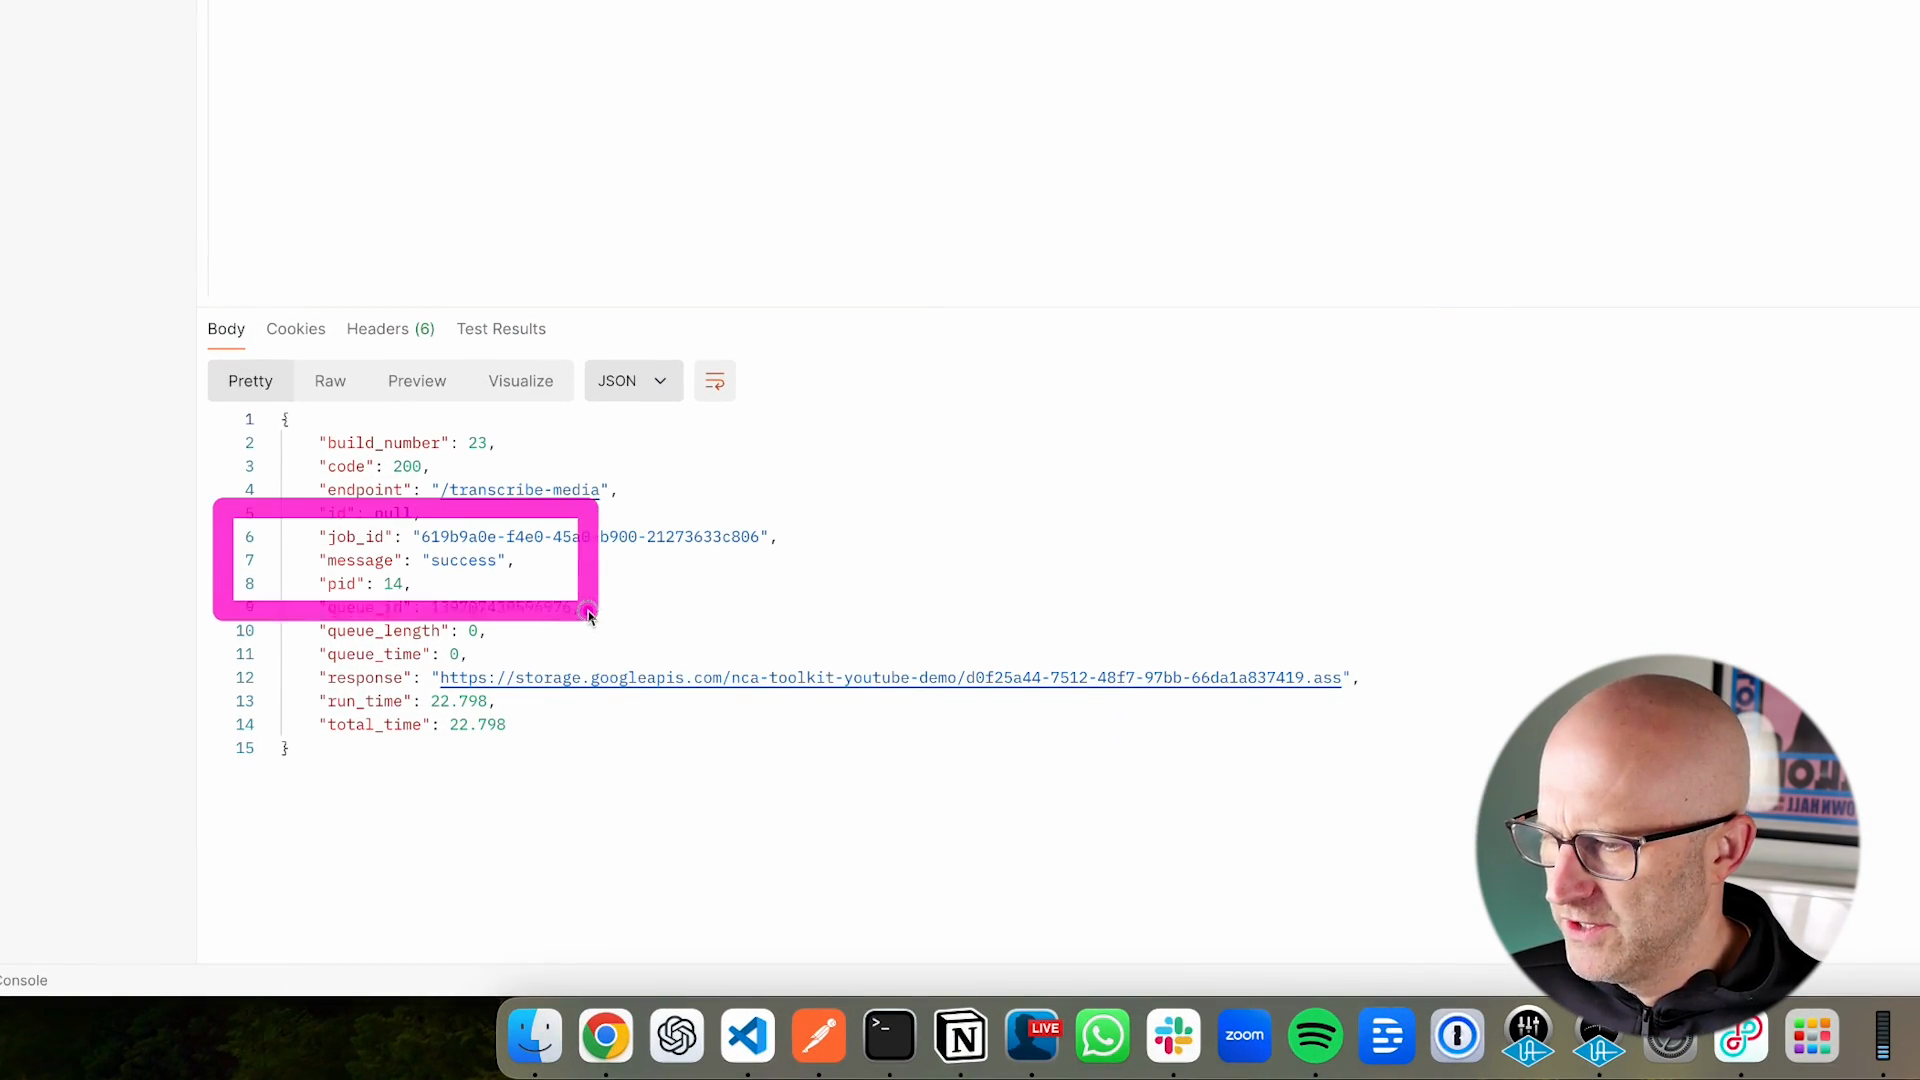 Body Cookies Headers (6) Test Results
Pretty Raw Preview Visualize JSON
1 {
2 "build_number": 23,
3 "code": 200,
4 "endpoint": "/transcribe-media",
5 "id": null,
6 "job_id": "619b9a0e-f4e0-45a0-b900-21273633c806",
7 "message": "success",
8 "pid": 14,
9 "queue_id":
10 "queue_length": 0,
11 "queue_time": 0,
12 "response": "https://storage.googleapis.com/nca-toolkit-youtube-demo/d0f25a44-7512-48f7-97bb-66da1a837419.ass",
13 "run_time": 22.798,
14 "total_time": 22.798
15 }
Console
LIVE
zoom